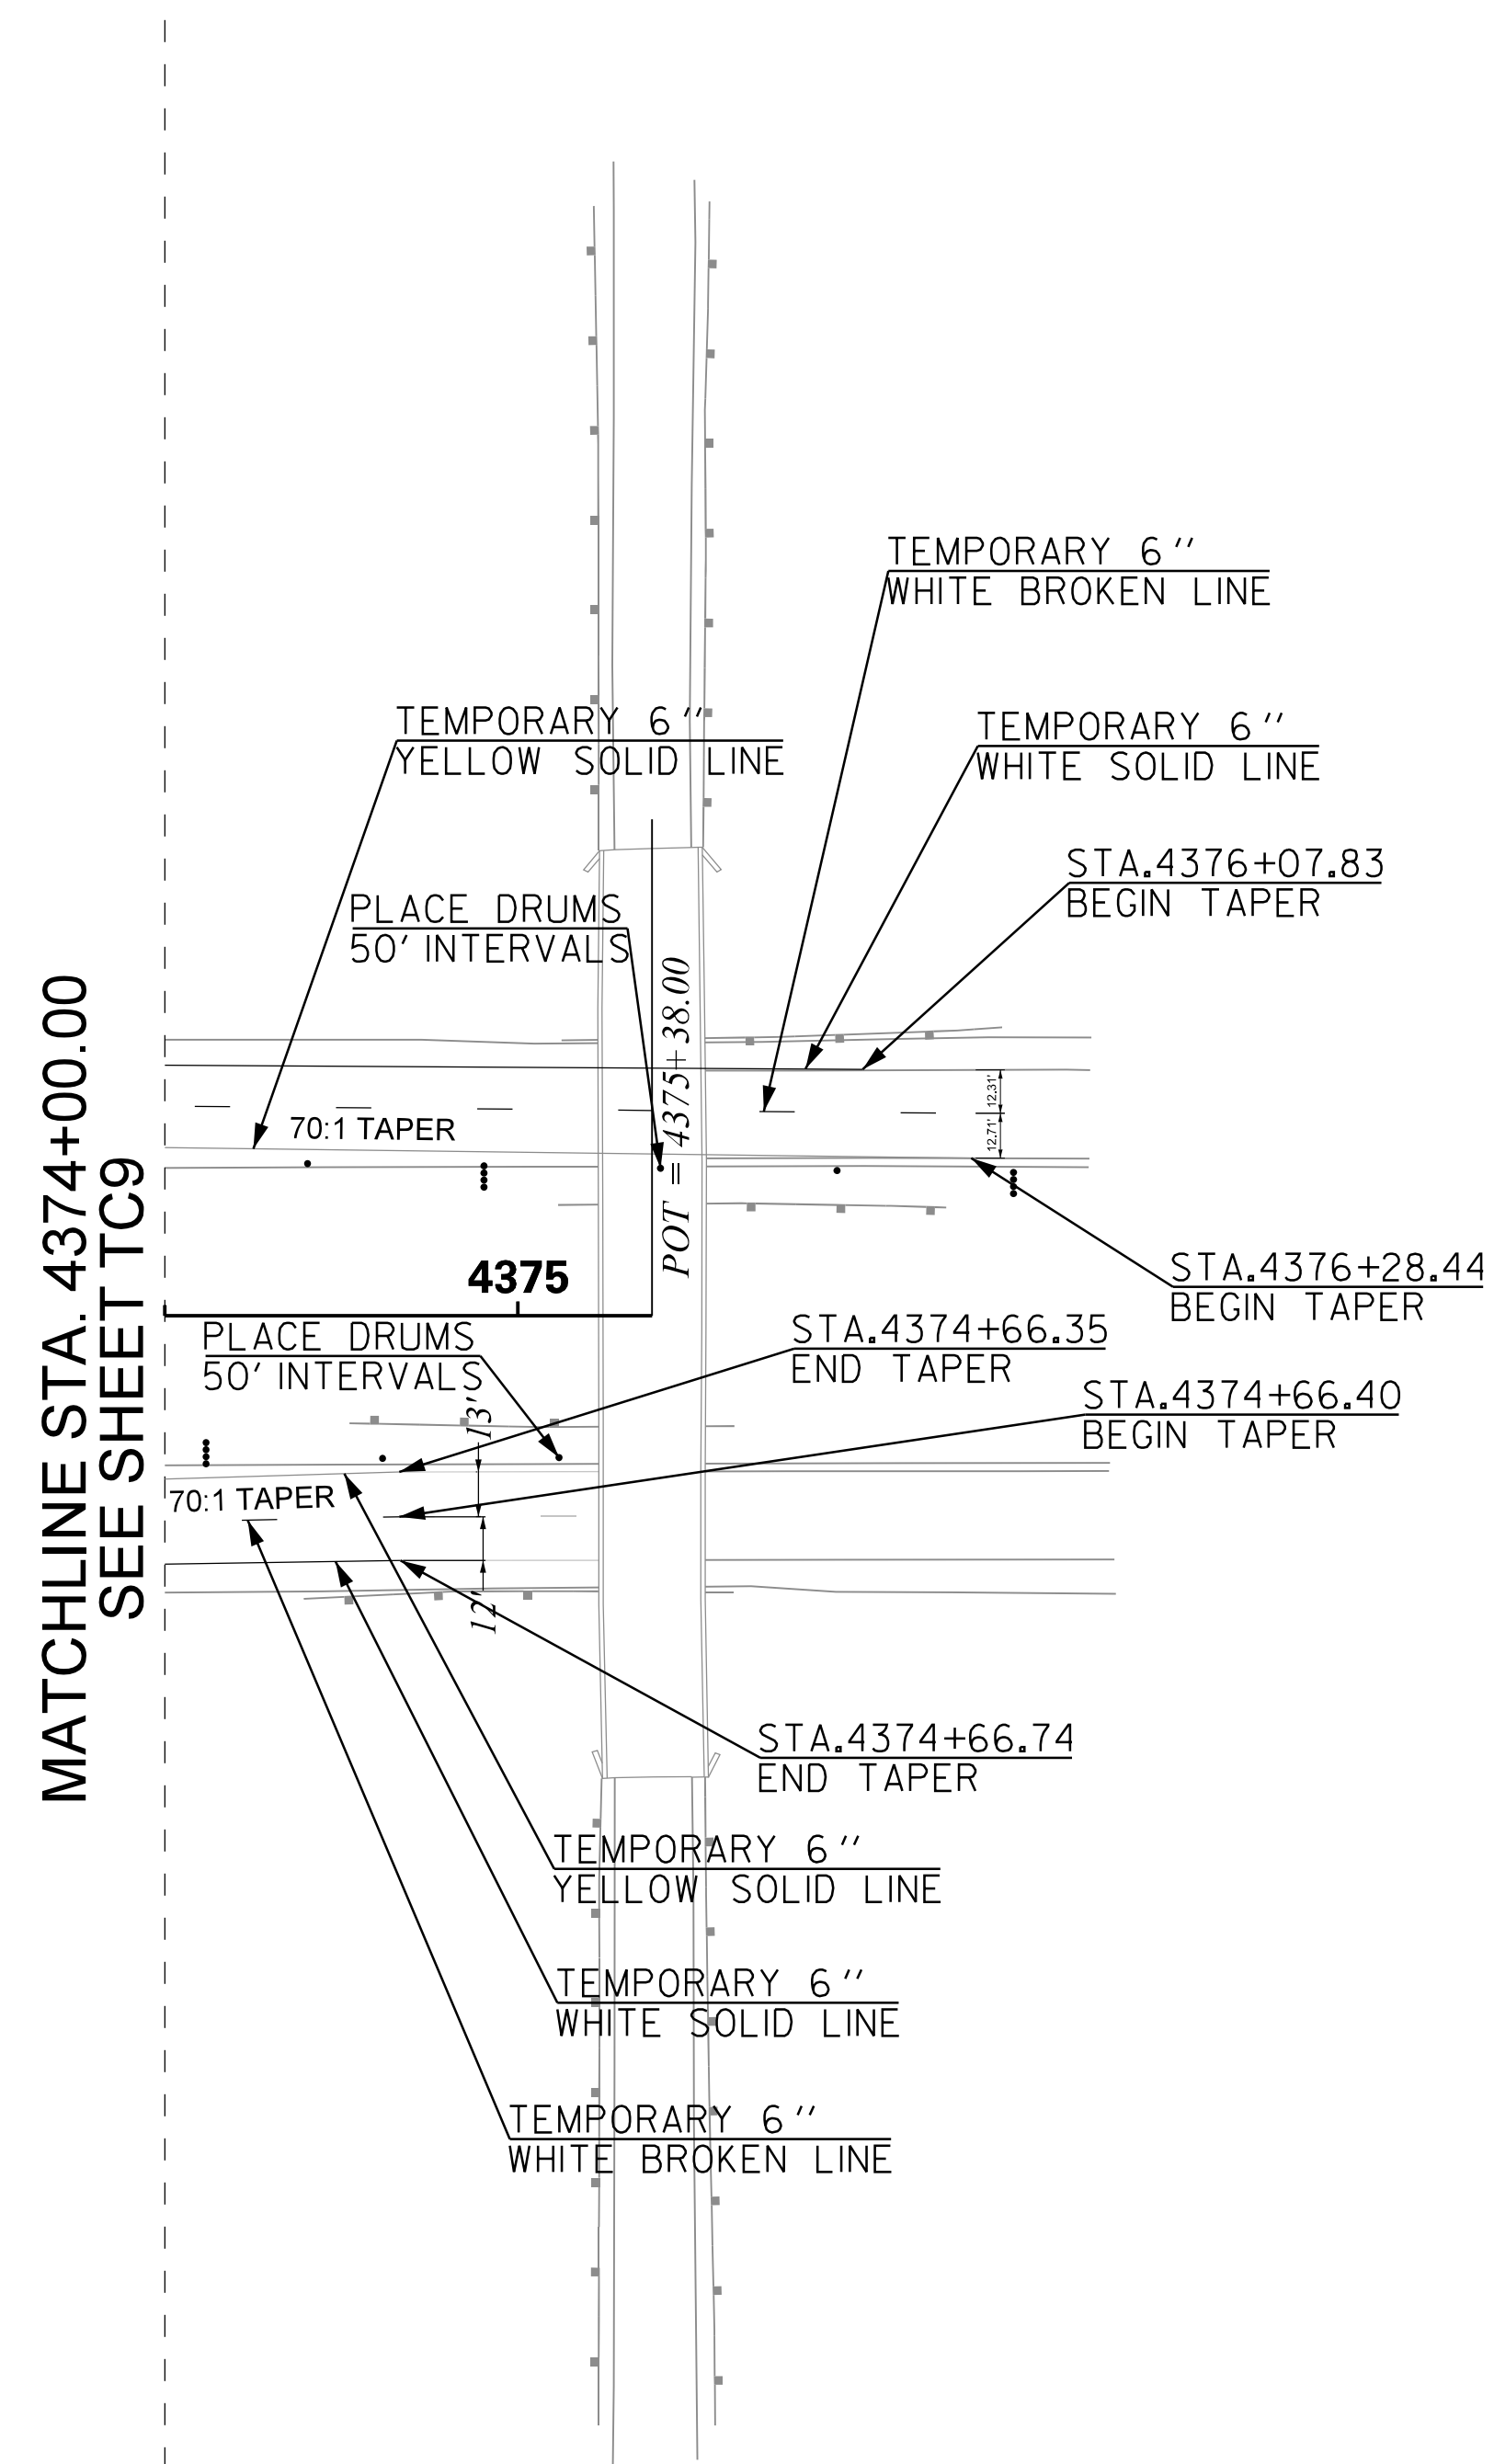 TEMPORARY 6"
WHITE BROKEN LINE
TEMPORARY 6"
YELLOW SOLID LINE
TEMPORARY 6"
WHITE SOLID LINE
STA.4376+07.83
BEGIN TAPER
PLACE DRUMS
50' INTERVALS
POT = 4375+38.00
12.31'
12.71'
70:1 TAPER
MATCHLINE STA. 4374+00.00
SEE SHEET TC9
STA.4376+28.44
BEGIN TAPER
4375
PLACE DRUMS
50' INTERVALS
STA.4374+66.35
END TAPER
STA.4374+66.40
BEGIN TAPER
13'
70:1 TAPER
12'
STA.4374+66.74
END TAPER
TEMPORARY 6"
YELLOW SOLID LINE
TEMPORARY 6"
WHITE SOLID LINE
TEMPORARY 6"
WHITE BROKEN LINE